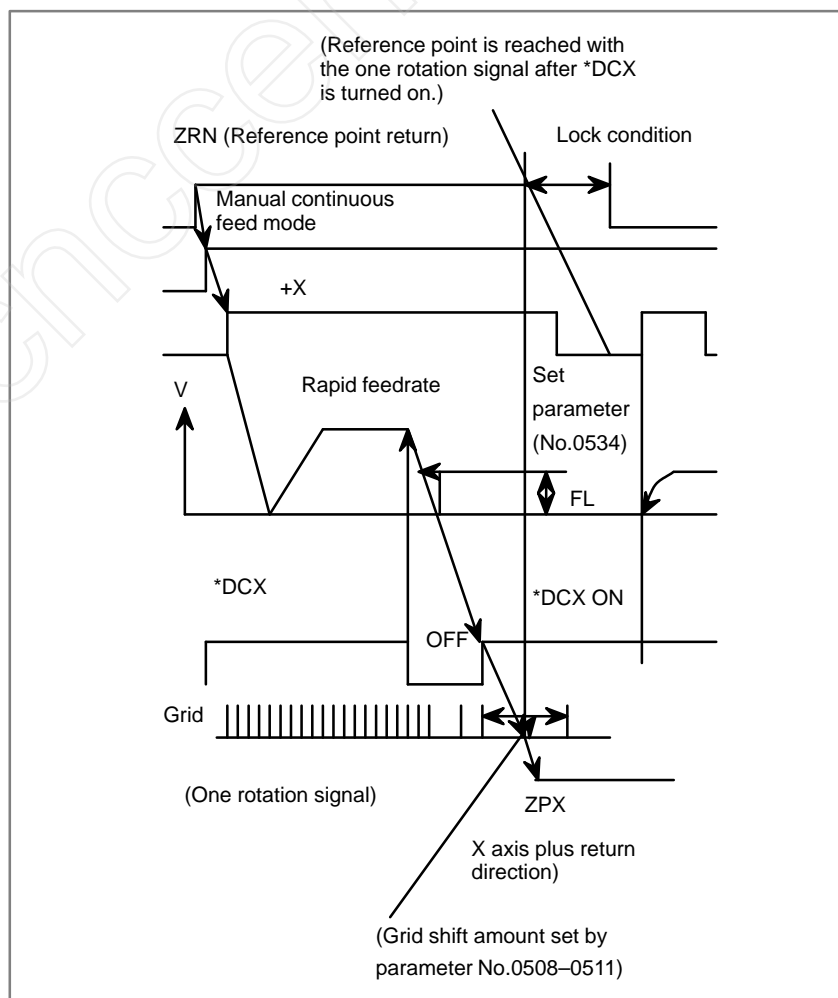 (Reference point is reached with
the one rotation signal after *DCX
is turned on.)
ZRN (Reference point return)
Lock condition
Manual continuous
feed mode
+X
V
Rapid feedrate
Set
parameter
(No.0534)
FL
*DCX
*DCX ON
OFF
Grid
(One rotation signal)
ZPX
X axis plus return
direction)
(Grid shift amount set by
parameter No.0508–0511)